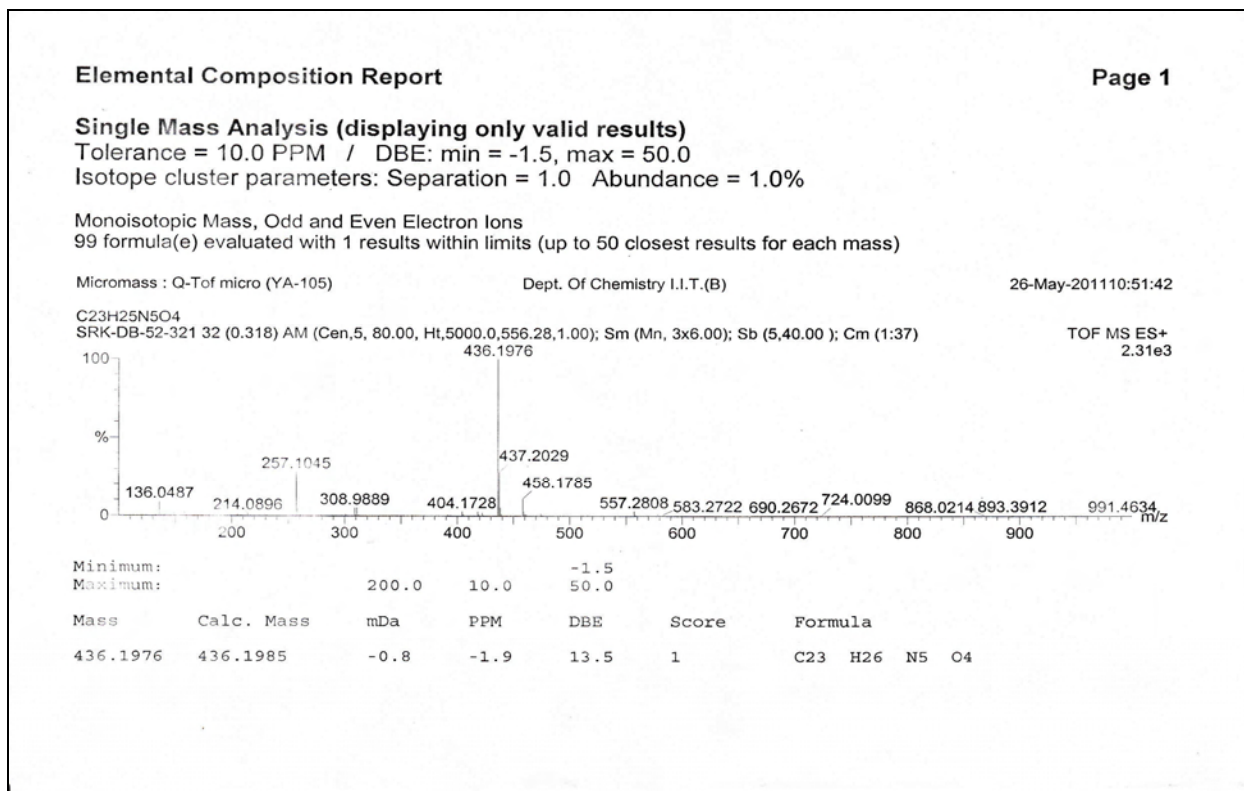 Elemental Composition Report Page 1
Single Mass Analysis (displaying only valid results)
Tolerance = 10.0 PPM / DBE: min = -1.5, max = 50.0
Isotope cluster parameters: Separation = 1.0 Abundance = 1.0%
Monoisotopic Mass, Odd and Even Electron Ions
99 formula(e) evaluated with 1 results within limits (up to 50 closest results for each mass)
Micromass : Q-Tof micro (YA-105) Dept. Of Chemistry I.I.T.(B) 26-May-201110:51:42
C23H25N5O4
SRK-DB-52-321 32 (0.318) AM (Cen,5, 80.00, Ht,5000.0,556.28,1.00); Sm (Mn, 3x6.00); Sb (5,40.00 ); Cm (1:37) TOF MS ES+
436.1976 2.31e3
100
%
437.2029
257.1045
458.1785
136.0487 214.0896 308.9889 404.1728 557.2808 583.2722 690.2672 724.0099 868.0214 893.3912 991.4634
0
200 300 400 500 600 700 800 900 m/z
Minimum: -1.5
Maximum: 200.0 10.0 50.0
Mass Calc. Mass mDa PPM DBE Score Formula
436.1976 436.1985 -0.8 -1.9 13.5 1 C23 H26 N5 O4